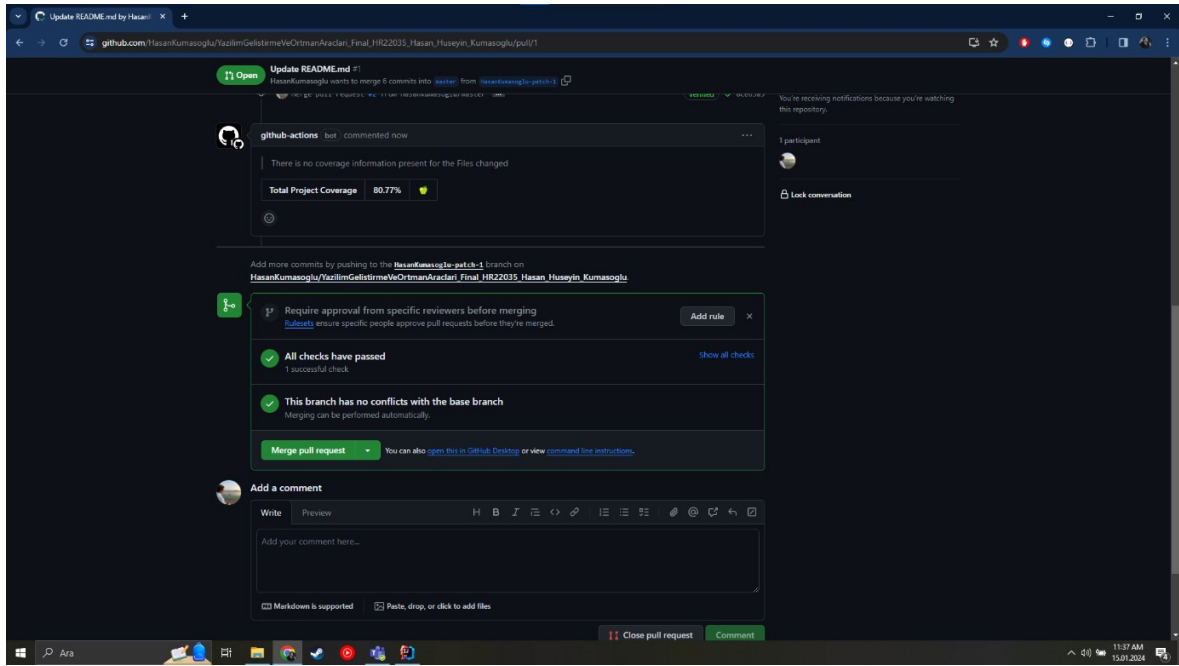 Update README.md by HasanK
github.com/HasanKumasoglu/YazilimGelistirmeVeOrtmanAraclari_Final_HR22035_Hasan_Huseyin_Kumasoglu/pull/1
Open
Update README.md #1
HasanKumasoglu wants to merge 6 commits into master from HasanKumasoglu-patch-1
Verified
You're receiving notifications because you're watching
this repository.
github-actions bot commented now
1 participant
There is no coverage information present for the Files changed
Total Project Coverage 80.77%
Lock conversation
Add more commits by pushing to the HasanKumasoglu-patch-1 branch on
HasanKumasoglu/YazilimGelistirmeVeOrtmanAraclari_Final_HR22035_Hasan_Huseyin_Kumasoglu.
Require approval from specific reviewers before merging
Rulesets ensure specific people approve pull requests before they're merged.
Add rule
All checks have passed
1 successful check
Show all checks
This branch has no conflicts with the base branch
Merging can be performed automatically.
Merge pull request
You can also open this in GitHub Desktop or view command line instructions.
Add a comment
Write Preview
Add your comment here...
Markdown is supported
Paste, drop, or click to add files
Close pull request Comment
Ara
11:37 AM
15.01.2024